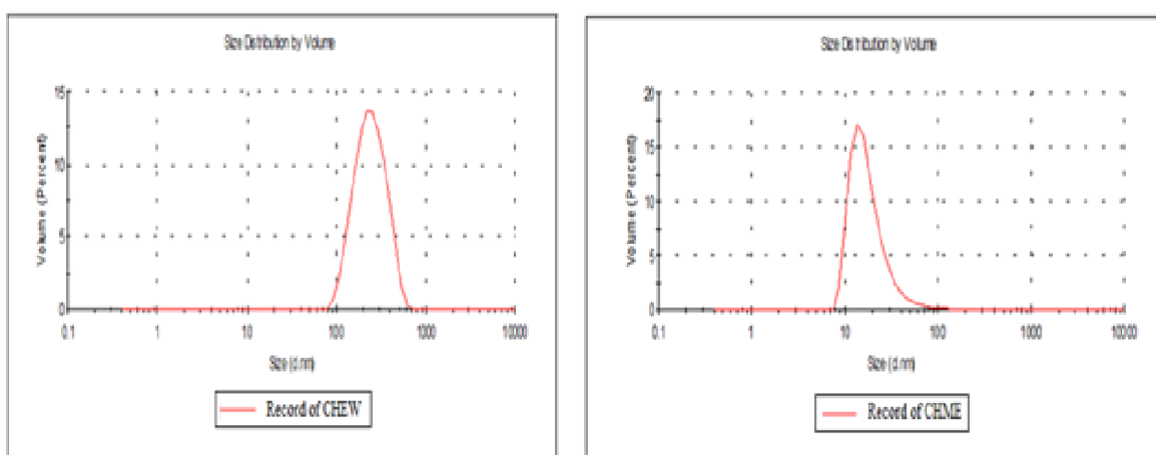 Size Distribution by Volume
15
10
5
0
Volume (Percent)
0.1 1 10 100 1000 10000
Size (d.nm)
Record of CHEW
Size Distribution by Volume
20
15
10
5
0
Volume (Percent)
0.1 1 10 100 1000 10000
Size (d.nm)
Record of CHME